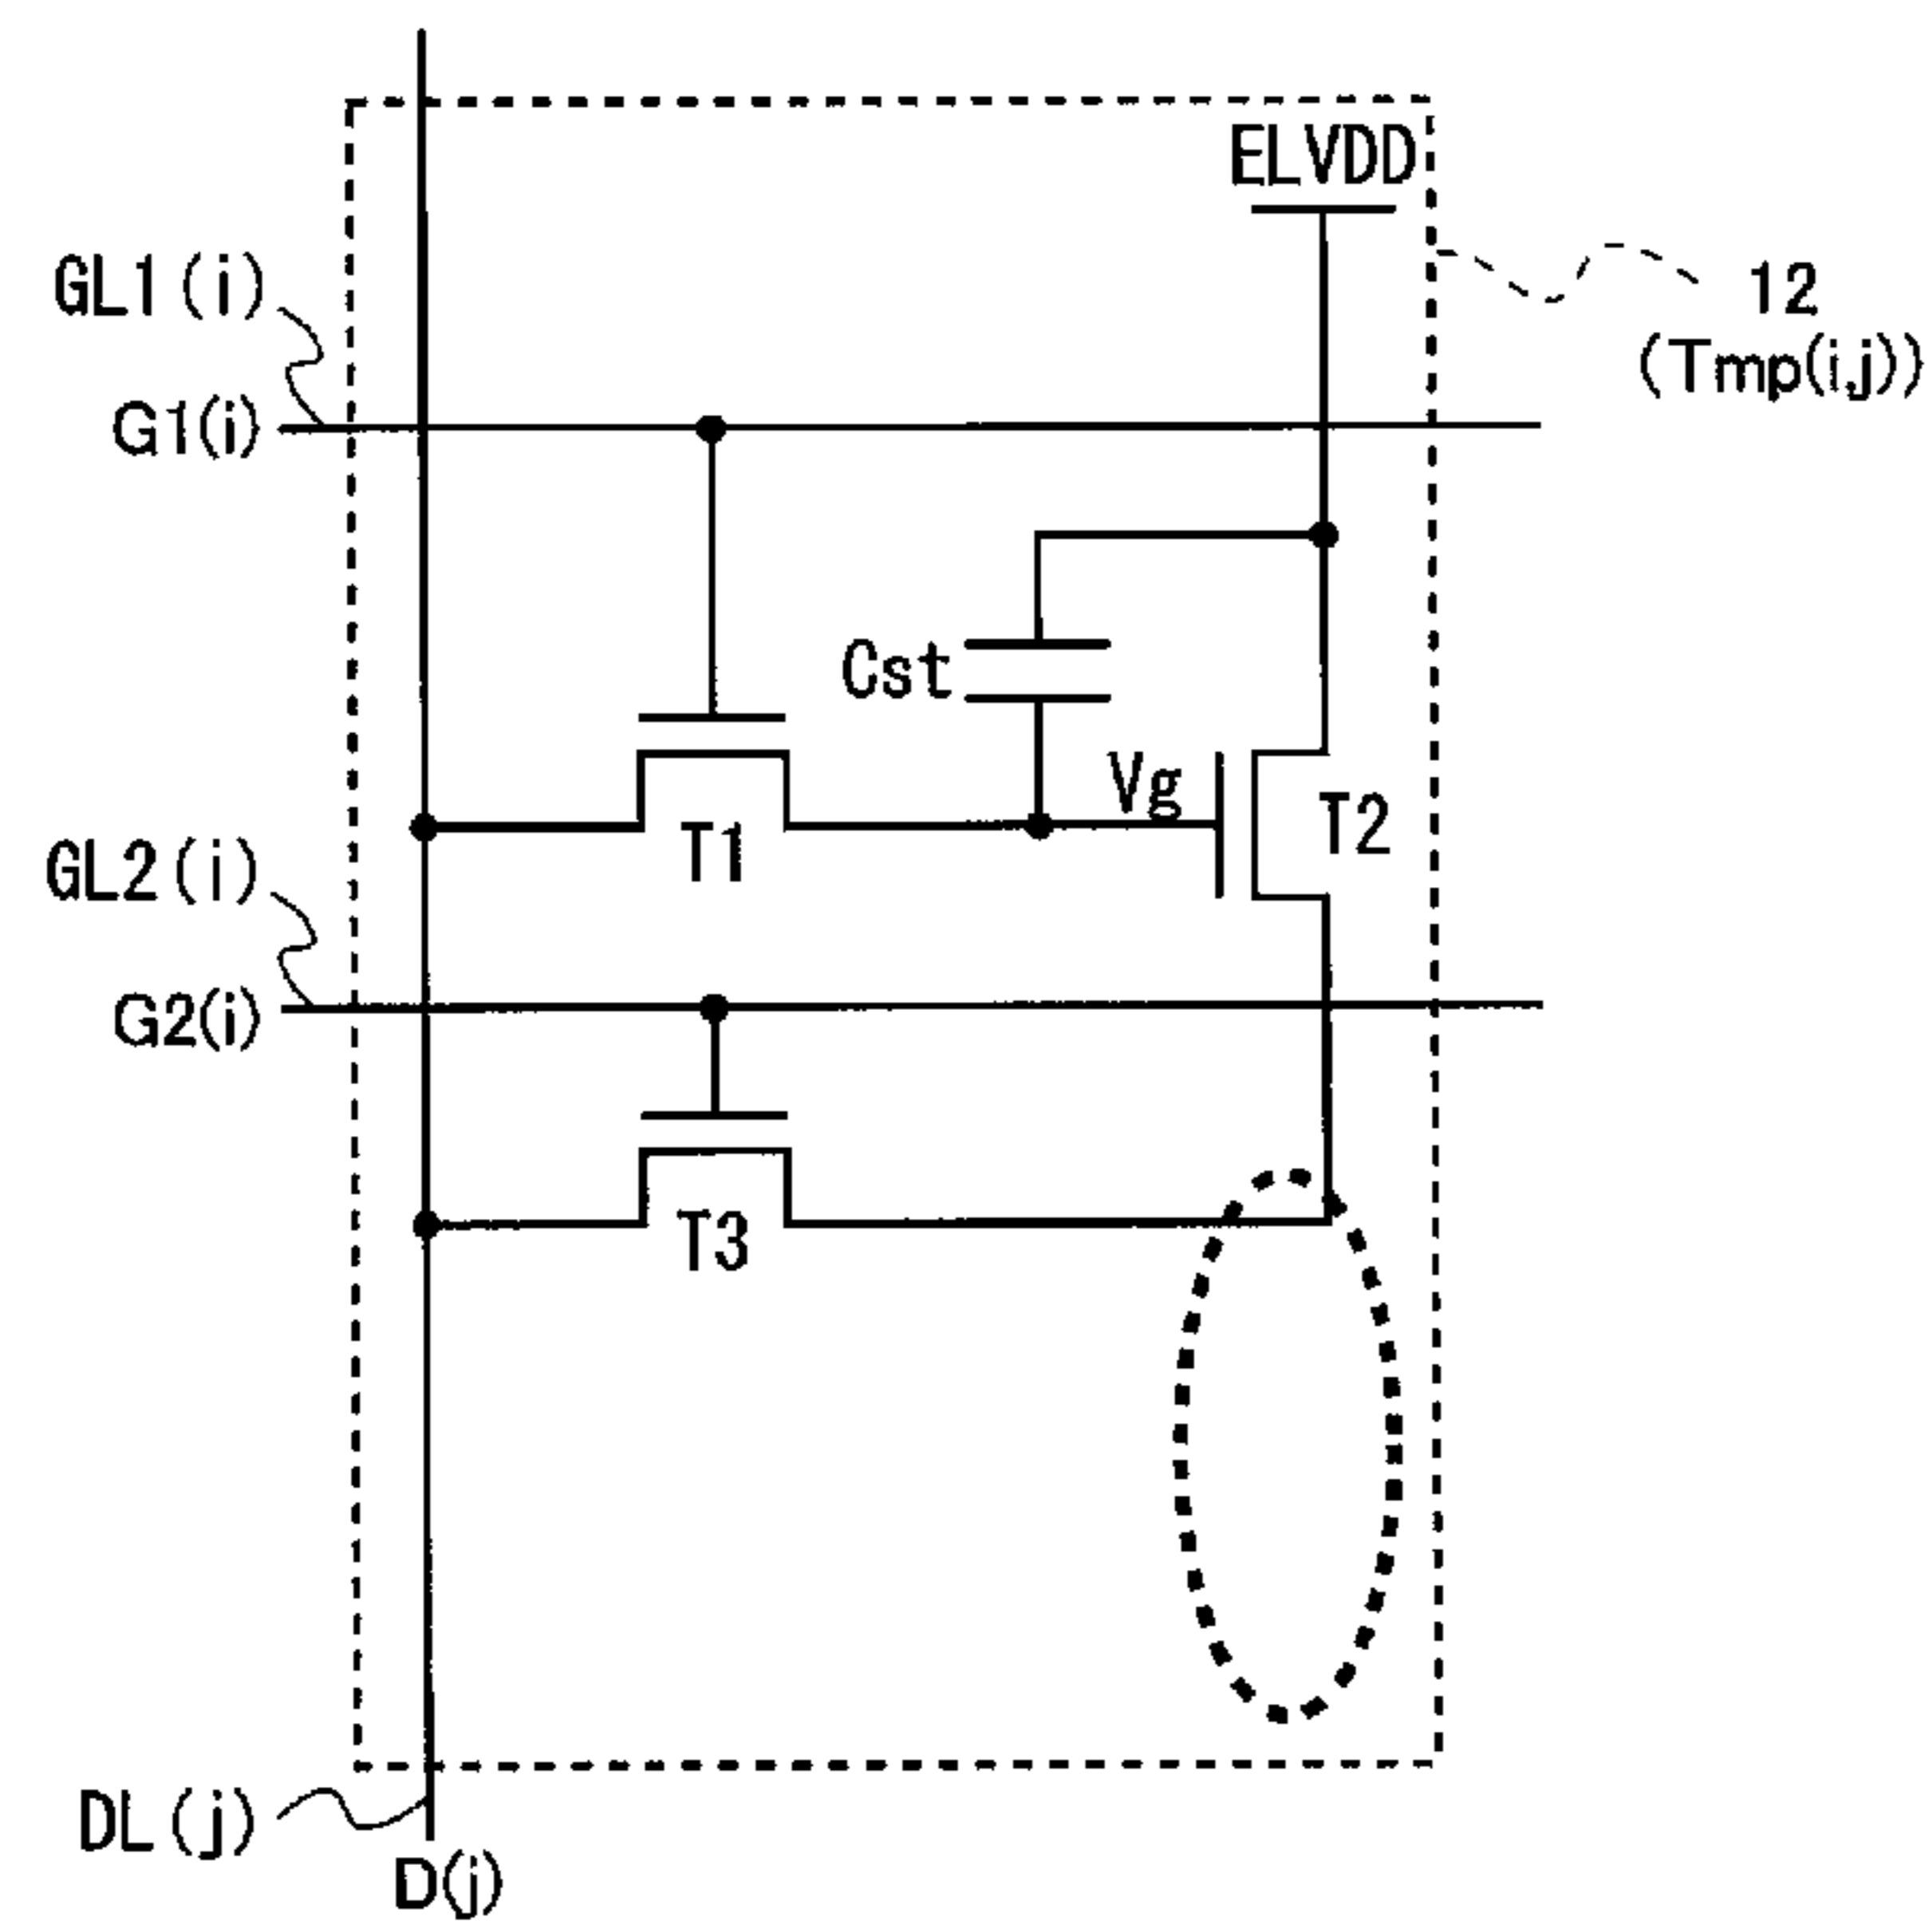 ELVDD
GL1(i)
12
(Tmp(i,j))
G1(i)
Cst
Vg
T2
T1
GL2(i)
G2(i)
T3
DL(j)
D(j)